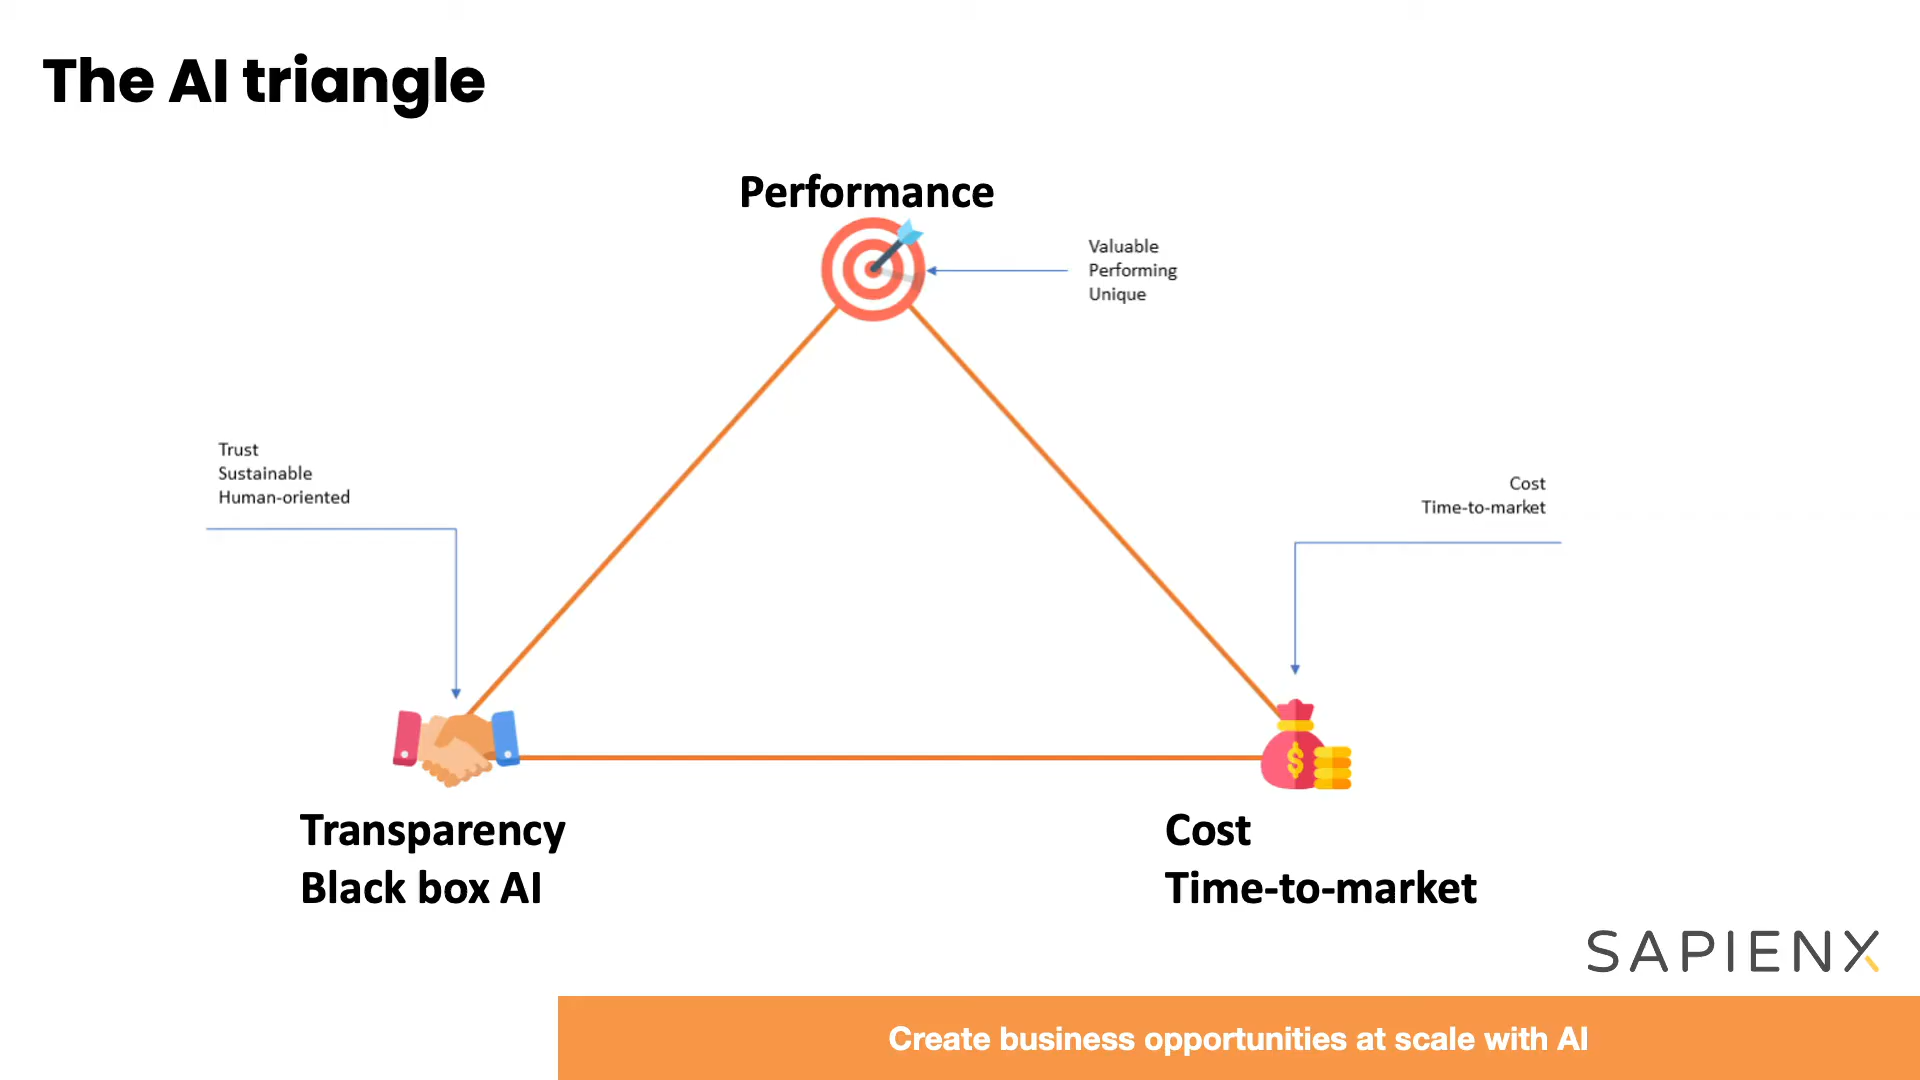 The AI triangle
Performance
Valuable
Performing
Unique
Trust
Sustainable
Human-oriented
Cost
Time-to-market
$
Transparency
Black box AI
Cost
Time-to-market
SAPIENX
Create business opportunities at scale with AI